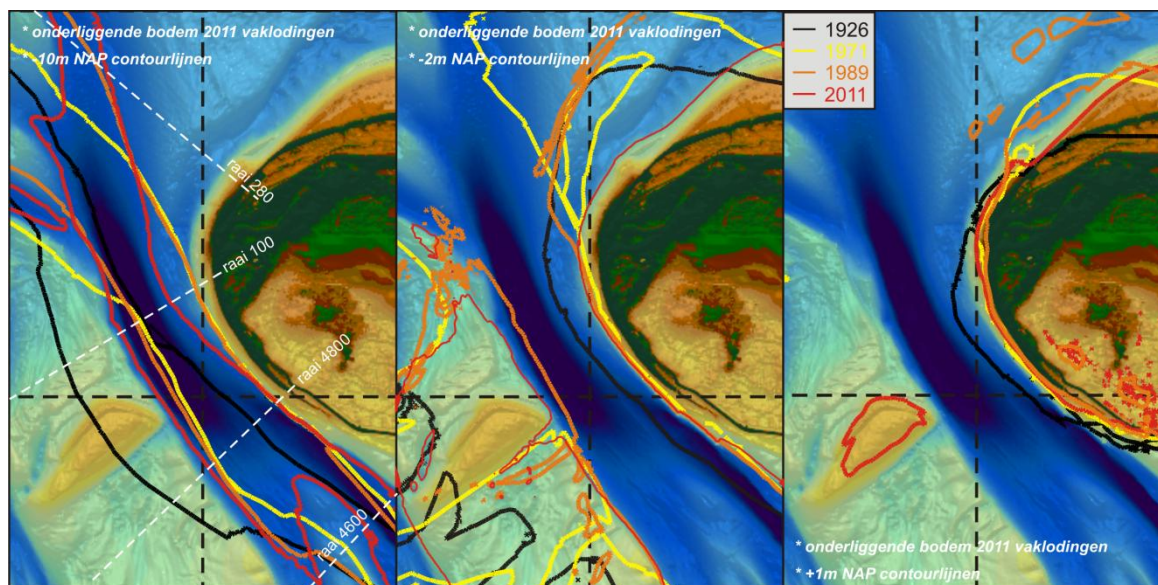 * onderliggende bodem 2011 vaklodingen
* -10m NAP contourlijnen
raai 280
raai 100
raai 4800
raai 4600
* onderliggende bodem 2011 vaklodingen
* -2m NAP contourlijnen
1926
1971
1989
2011
* onderliggende bodem 2011 vaklodingen
* +1m NAP contourlijnen